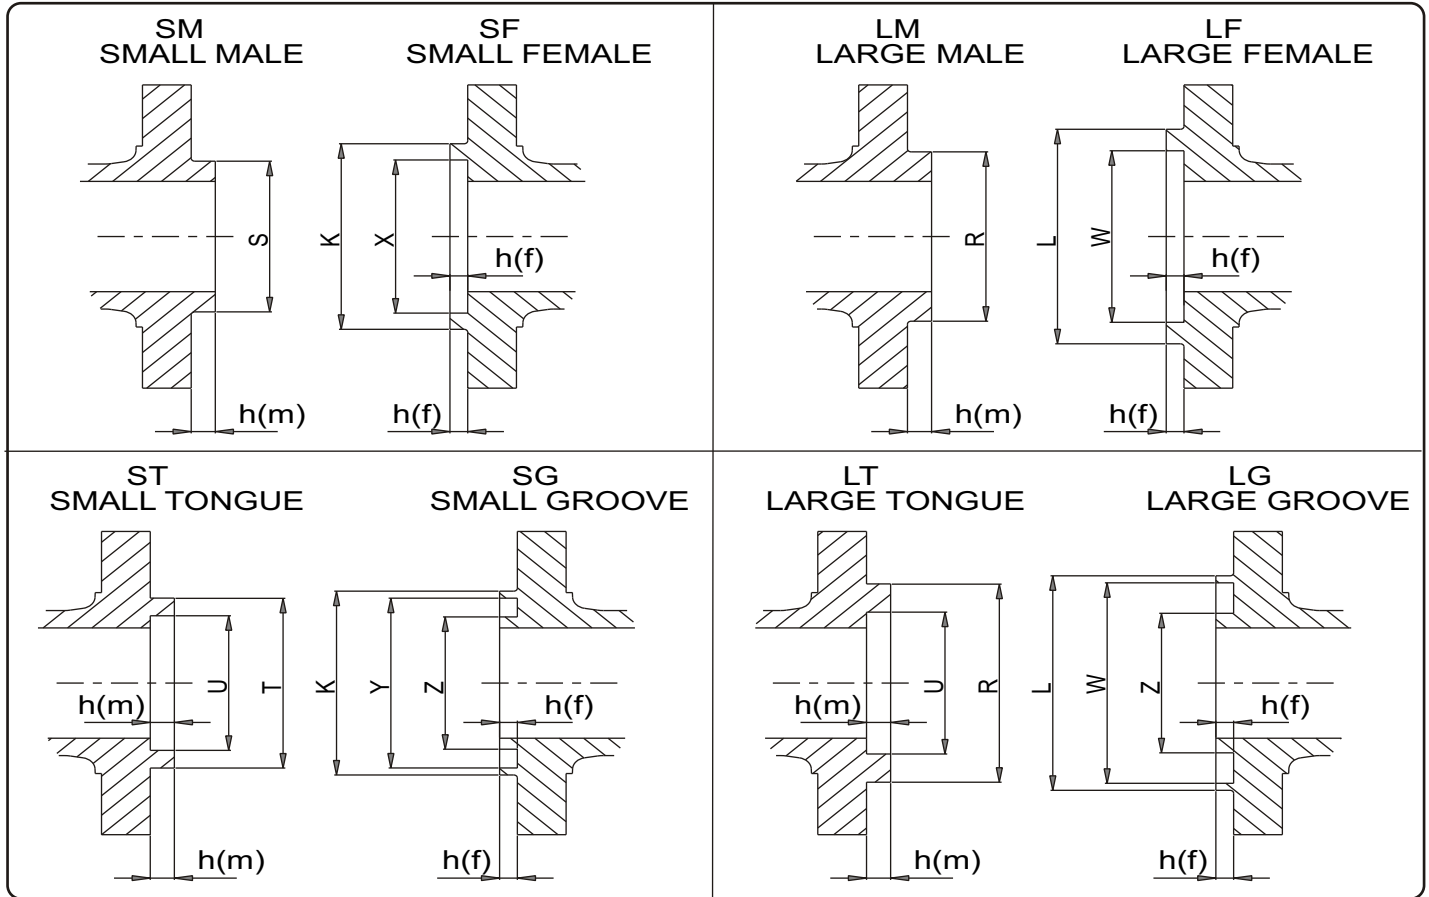 SM
SMALL MALE
SF
SMALL FEMALE
S
h(m)
K
X
h(f)
h(f)
LM
LARGE MALE
LF
LARGE FEMALE
R
h(m)
L
W
h(f)
h(f)
ST
SMALL TONGUE
SG
SMALL GROOVE
h(m)
U
T
h(m)
K
Y
Z
h(f)
h(f)
LT
LARGE TONGUE
LG
LARGE GROOVE
h(m)
U
R
h(m)
L
W
Z
h(f)
h(f)